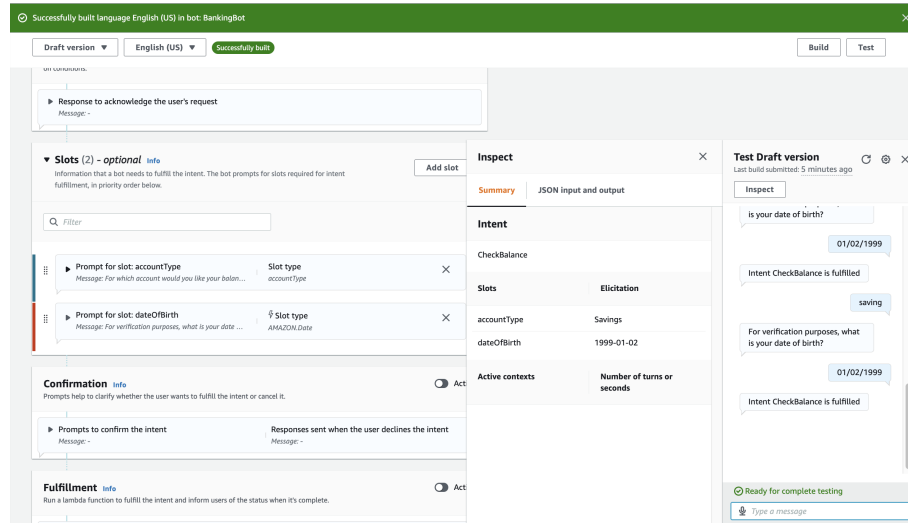 Successfully built language English (US) in bot: BankingBot
Draft version
English (US)
Successfully built
Build
Test
on conditions.
Response to acknowledge the user's request
Message: -
Slots (2) - optional Info
Information that a bot needs to fulfill the intent. The bot prompts for slots required for intent
fulfillment, in priority order below.
Add slot
Filter
Prompt for slot: accountType
Message: For which account would you like your balan...
Slot type
accountType
Prompt for slot: dateOfBirth
Message: For verification purposes, what is your date ...
Slot type
AMAZON.Date
Confirmation Info
Prompts help to clarify whether the user wants to fulfill the intent or cancel it.
Acti
Prompts to confirm the intent
Message: -
Responses sent when the user declines the intent
Message: -
Fulfillment Info
Run a lambda function to fulfill the intent and inform users of the status when it's complete.
Acti
Inspect
Summary
JSON input and output
Intent
CheckBalance
Slots
Elicitation
accountType
Savings
dateOfBirth
1999-01-02
Active contexts
Number of turns or
seconds
Test Draft version
Last build submitted: 5 minutes ago
Inspect
is your date of birth?
01/02/1999
Intent CheckBalance is fulfilled
saving
For verification purposes, what
is your date of birth?
01/02/1999
Intent CheckBalance is fulfilled
Ready for complete testing
Type a message